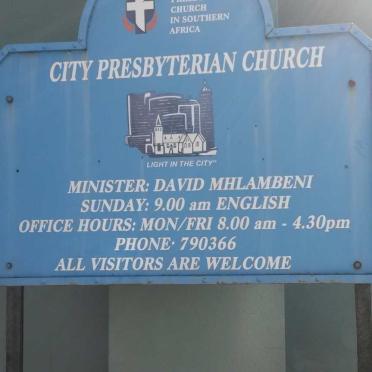 CHURCH
IN SOUTHERN
AFRICA
CITY PRESBYTERIAN CHURCH
LIGHT IN THE CITY"
MINISTER: DAVID MHLAMBENI
SUNDAY: 9.00 am ENGLISH
OFFICE HOURS: MON/FRI 8.00 am - 4.30pm
PHONE: 790366
ALL VISITORS ARE WELCOME